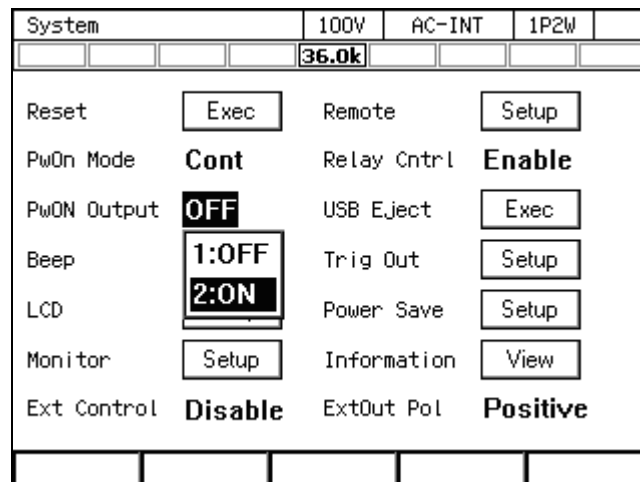 System 100V AC-INT 1P2W
36.0k
Reset Exec Remote Setup
PwOn Mode Cont Relay Cntrl Enable
PwON Output OFF USB Eject Exec
Beep 1:OFF Trig Out Setup
LCD 2:ON Power Save Setup
Monitor Setup Information View
Ext Control Disable ExtOut Pol Positive